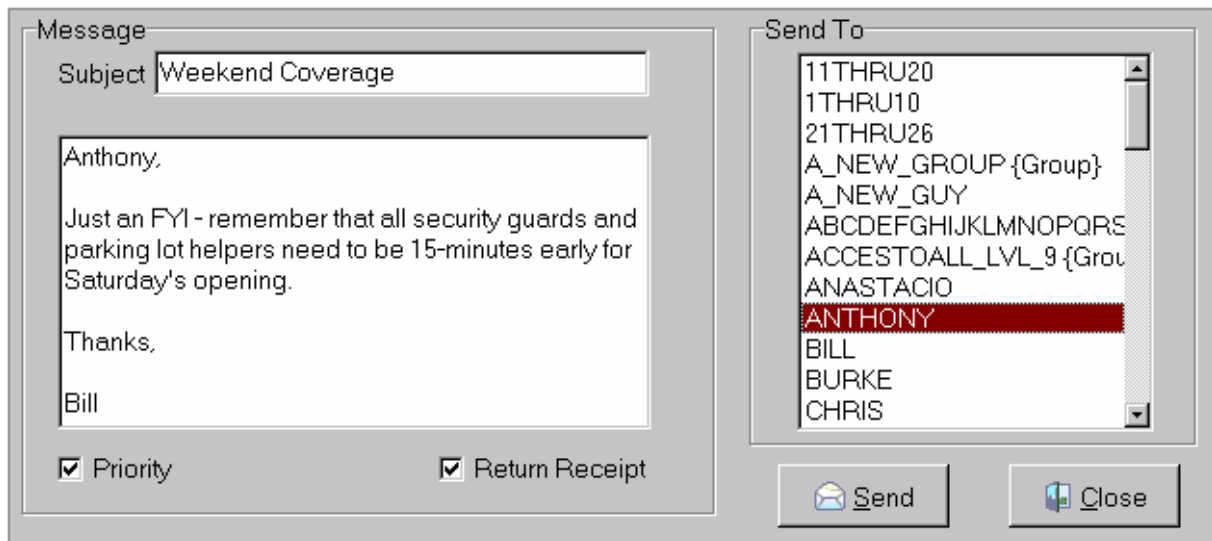 Message
Subject Weekend Coverage
Anthony,
Just an FYI - remember that all security guards and
parking lot helpers need to be 15-minutes early for
Saturday's opening.
Thanks,
Bill
Priority
Return Receipt
Send To
11THRU20
1THRU10
21THRU26
A_NEW_GROUP {Group}
A_NEW_GUY
ABCDEFGHIJKLMNOPQRS
ACCESTOALL_LVL_9 {Grou
ANASTACIO
ANTHONY
BILL
BURKE
CHRIS
Send
Close